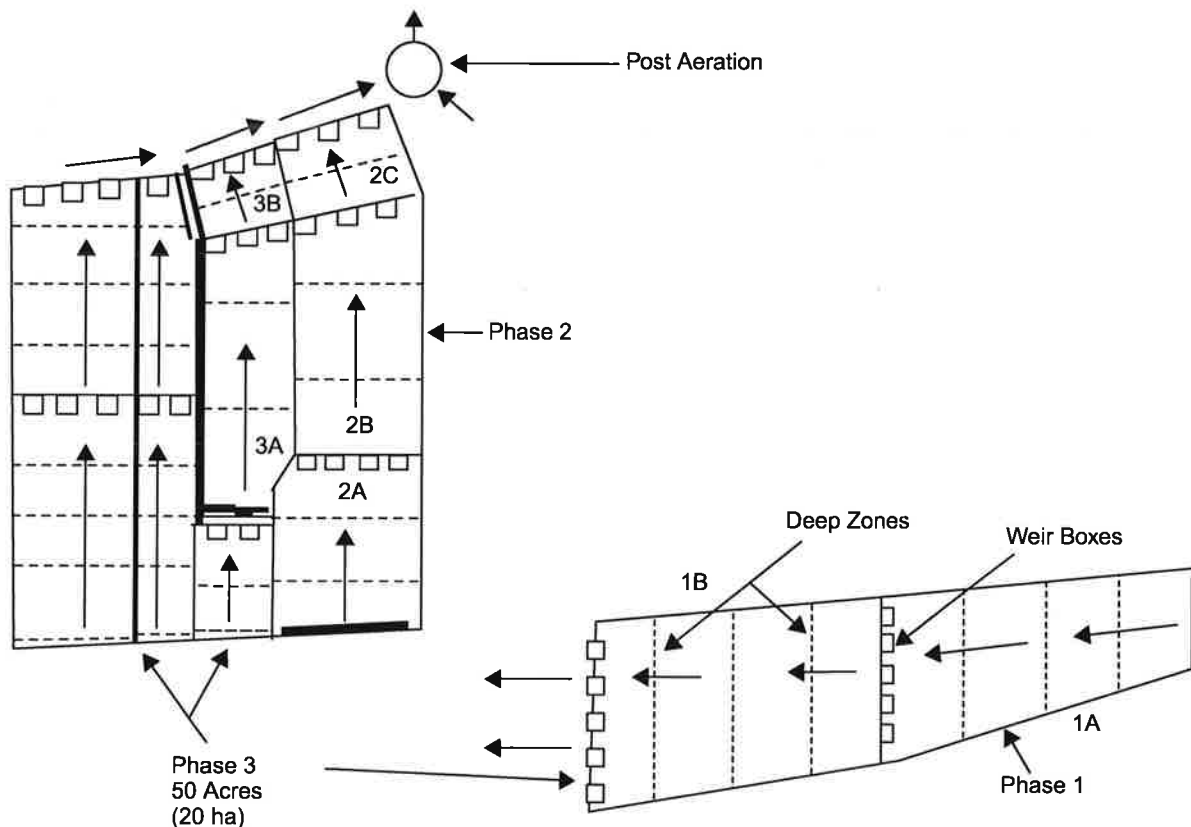 Post Aeration
2C
3B
Phase 2
2B
3A
2A
Deep Zones
Weir Boxes
1B
1A
Phase 1
Phase 3
50 Acres
(20 ha)